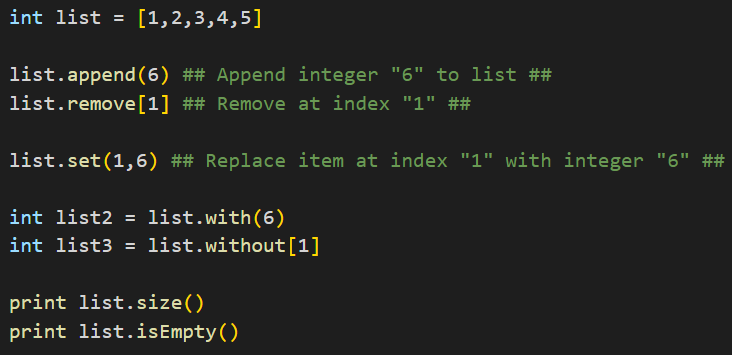 int list = [1,2,3,4,5]
list.append(6) ## Append integer "6" to list ##
list.remove[1] ## Remove at index "1" ##
list.set(1,6) ## Replace item at index "1" with integer "6" ##
int list2 = list.with(6)
int list3 = list.without[1]
print list.size()
print list.isEmpty()